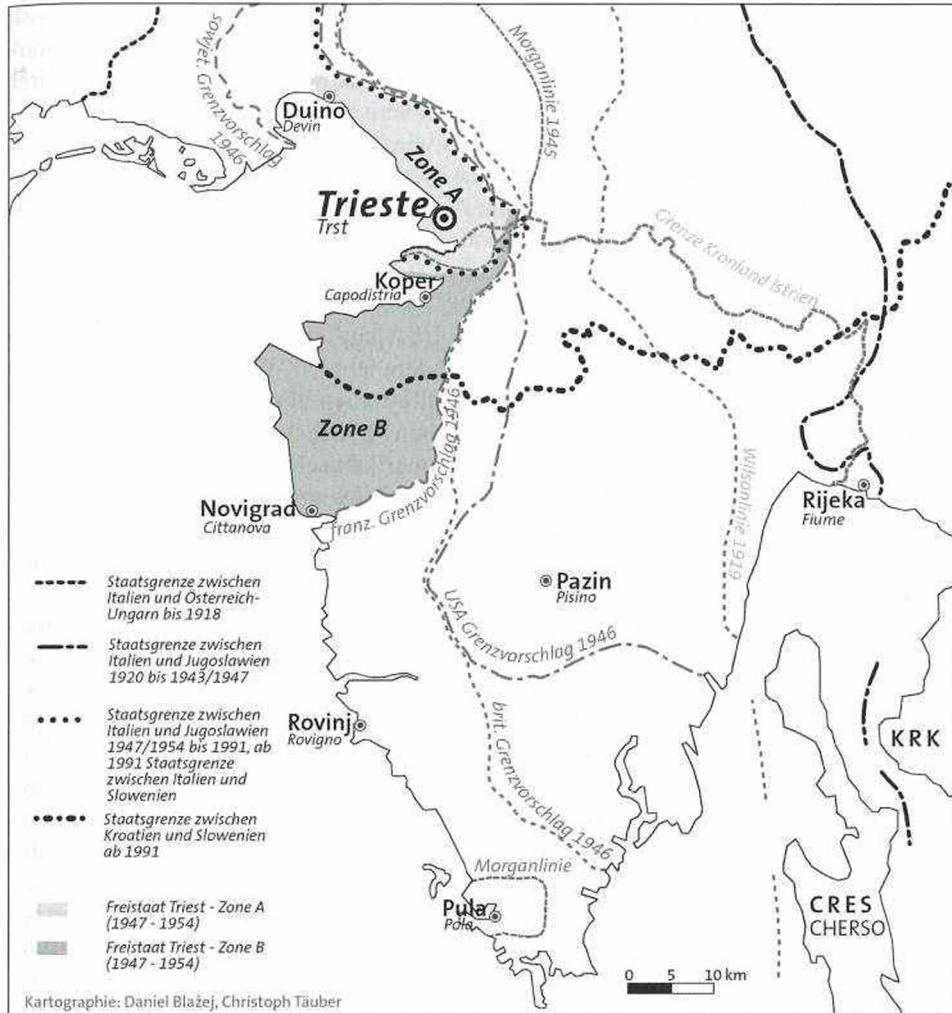 sowjet. Grenzvorschlag
1946
Duino
Devin
Morganlinie 1945
Zone A
Trieste
Trst
Koper
Capodistria
Grenze Kronland Istrien
Zone B
franz. Grenzvorschlag 1946
Wilsonlinie 1919
Novigrad
Cittanova
Rijeka
Fiume
Pazin
Pisino
USA Grenzvorschlag 1946
brit. Grenzvorschlag 1946
Rovinj
Rovigno
KRK
Morganlinie
Pula
Pola
CRES
CHERSO
Staatsgrenze zwischen
Italien und Österreich-
Ungarn bis 1918
Staatsgrenze zwischen
Italien und Jugoslawien
1920 bis 1943/1947
Staatsgrenze zwischen
Italien und Jugoslawien
1947/1954 bis 1991, ab
1991 Staatsgrenze
zwischen Italien und
Slowenien
Staatsgrenze zwischen
Kroatien und Slowenien
ab 1991
Freistaat Triest - Zone A
(1947 - 1954)
Freistaat Triest - Zone B
(1947 - 1954)
0 5 10 km
Kartographie: Daniel Blažej, Christoph Täuber